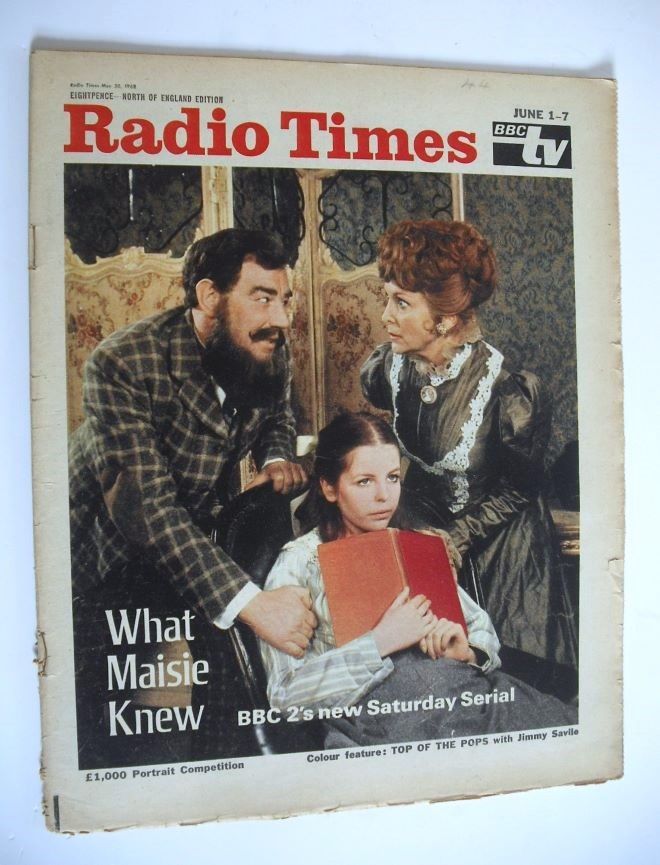 Radio Times May 30, 1968
EIGHTPENCE—NORTH OF ENGLAND EDITION
JUNE 1–7
Radio Times
BBC tv
What
Maisie
Knew
BBC 2's new Saturday Serial
£1,000 Portrait Competition
Colour feature: TOP OF THE POPS with Jimmy Savile